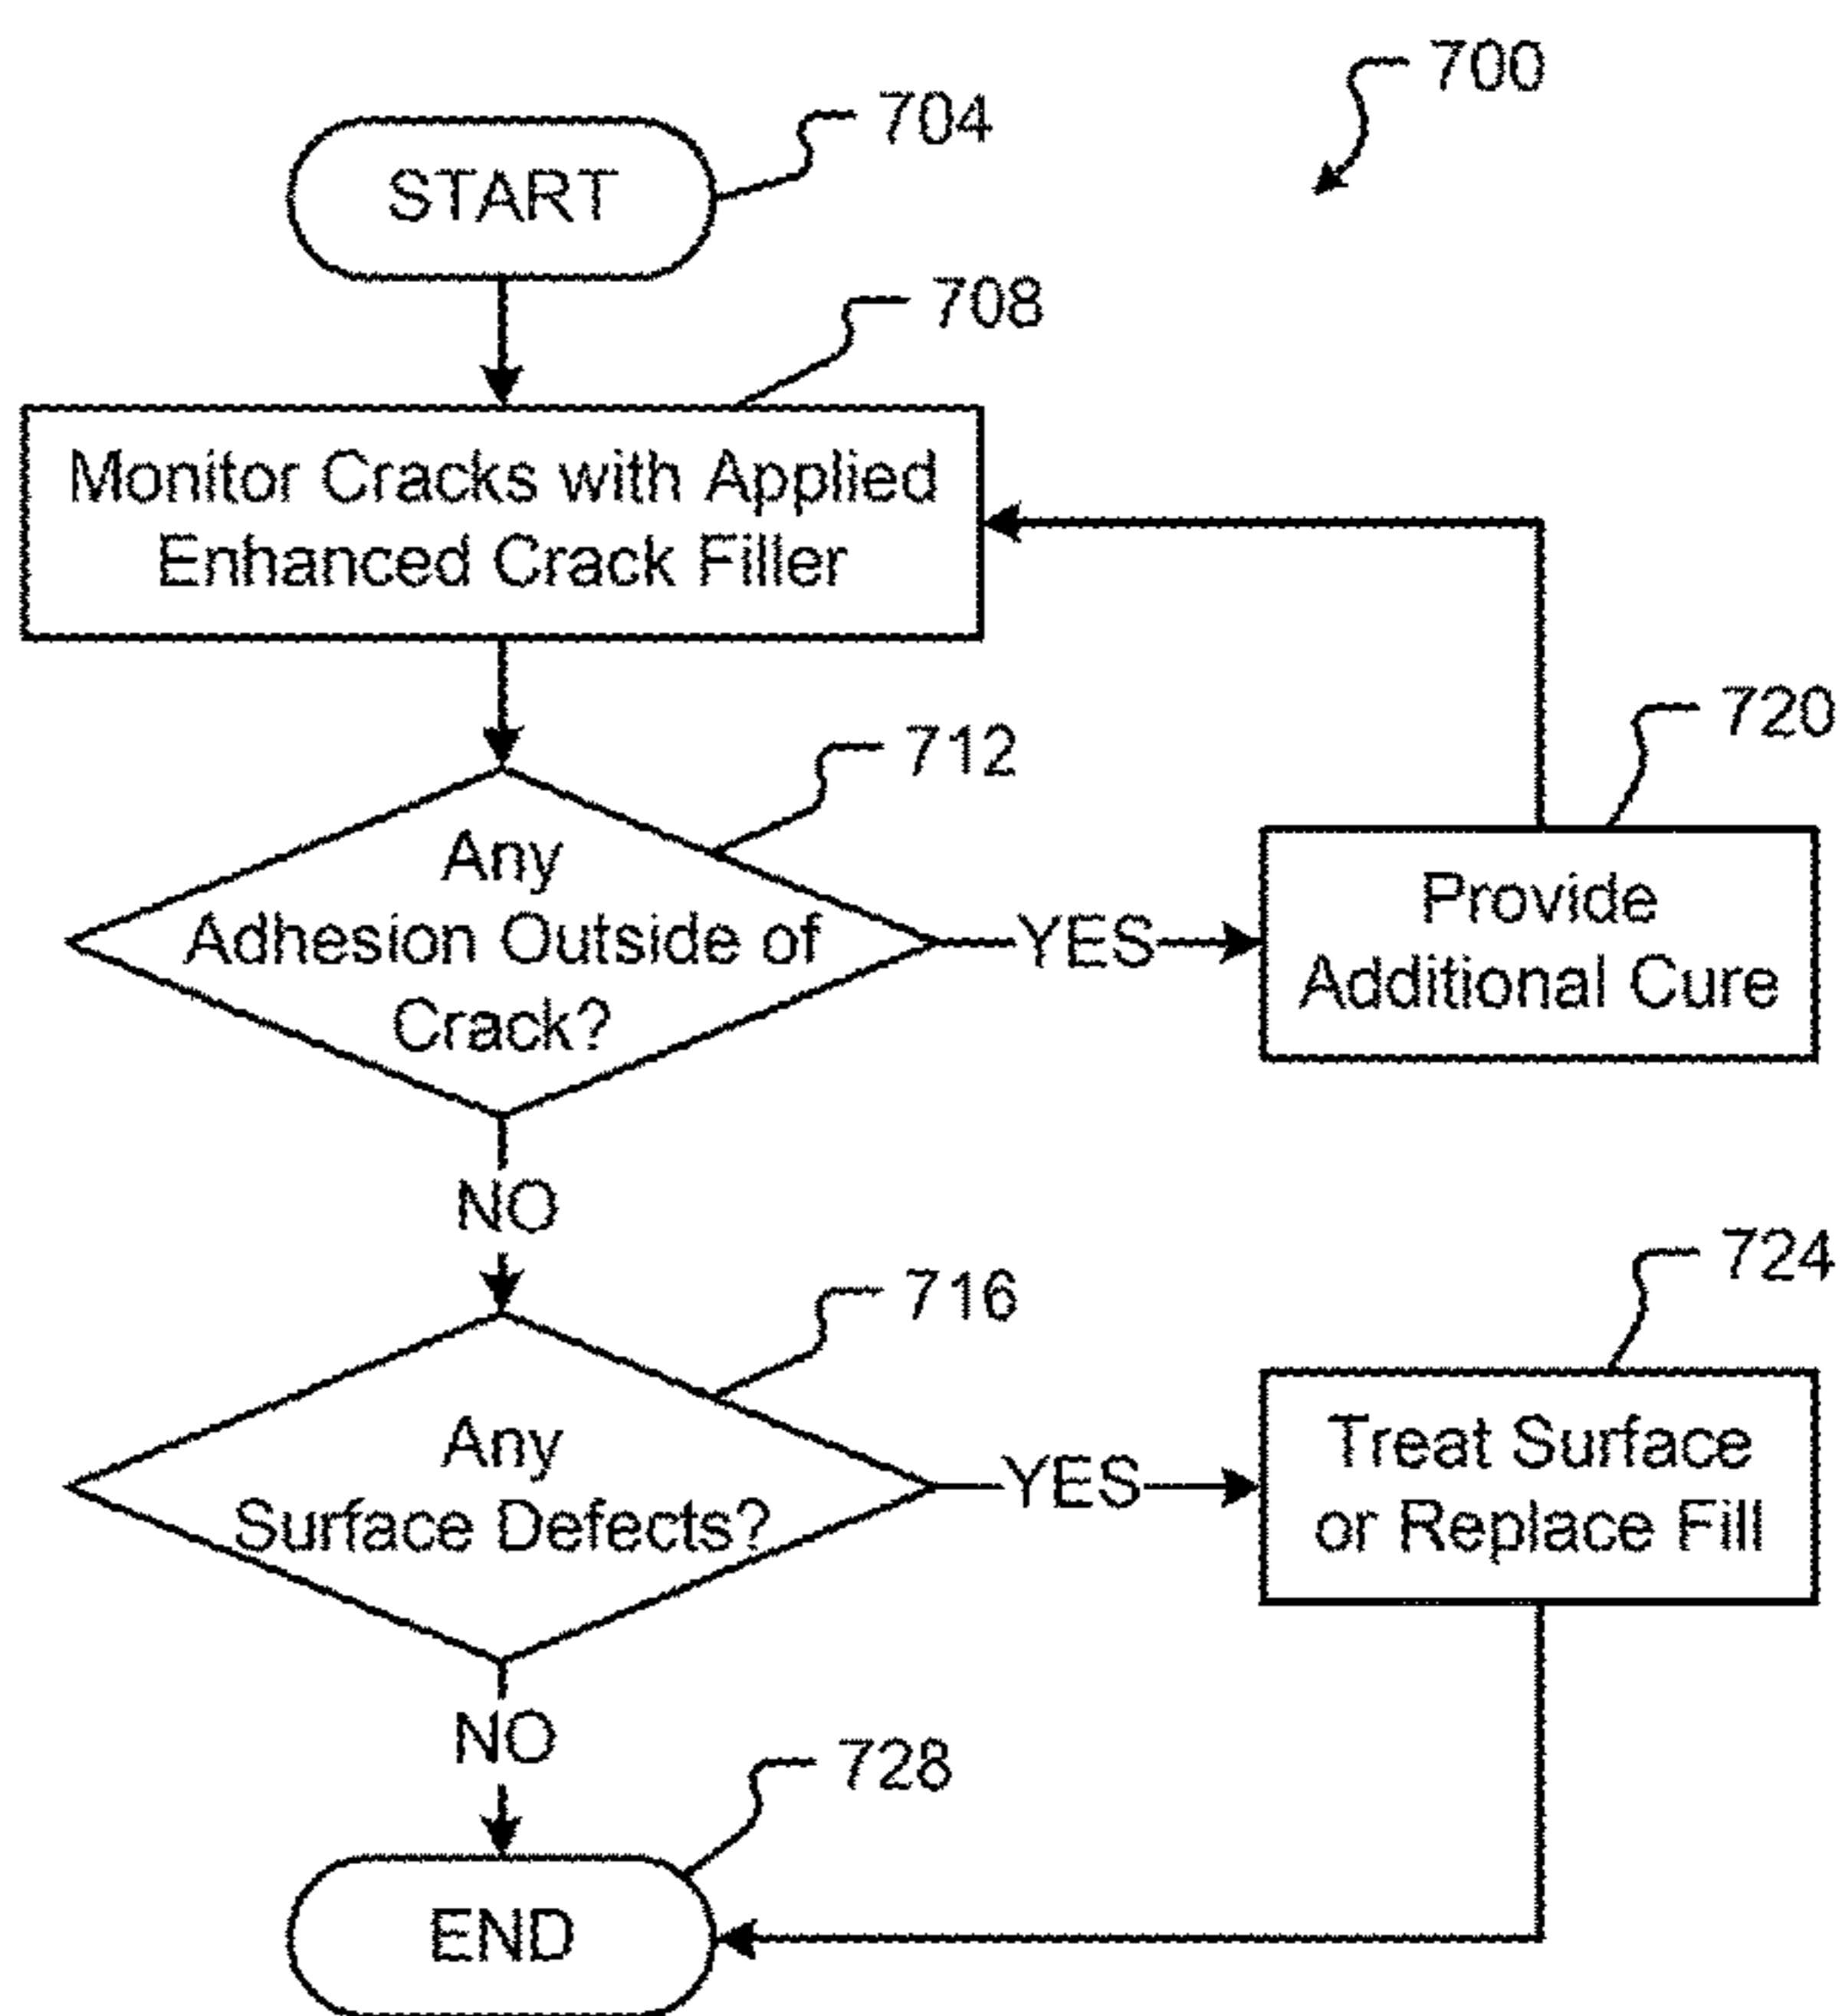 700
704
START
708
Monitor Cracks with Applied
Enhanced Crack Filler
712
Any
Adhesion Outside of
Crack?
YES
720
Provide
Additional Cure
NO
716
Any
Surface Defects?
YES
724
Treat Surface
or Replace Fill
NO
728
END